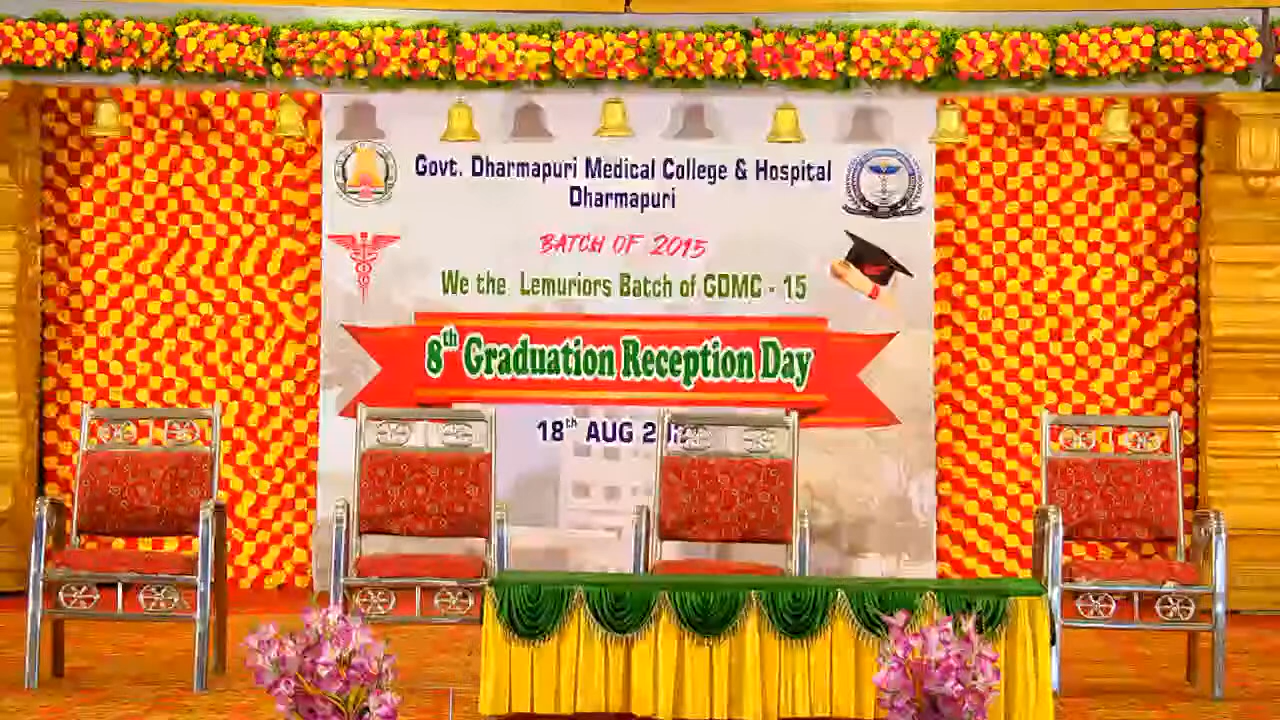 Govt. Dharmapuri Medical College & Hospital
Dharmapuri
BATCH OF 2015
We the Lemuriors Batch of GDMC - 15
8th Graduation Reception Day
18th AUG